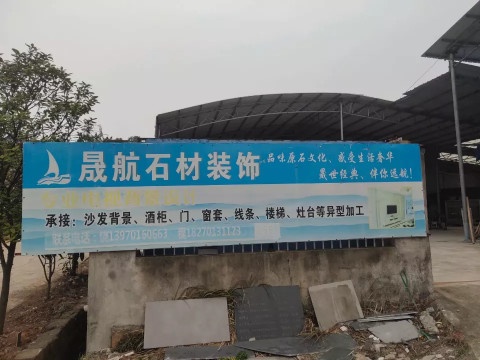 晟航石材装饰
品味原石文化、感受生活奢华
晟世经典、伴你远航！
承接：沙发背景、酒柜、门、窗套、线条、楼梯、灶台等异型加工